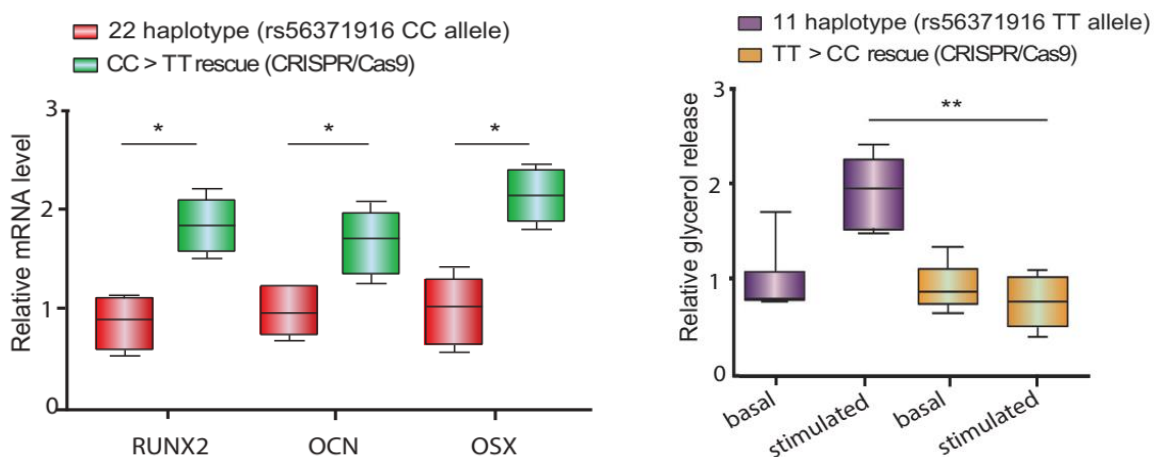 22 haplotype (rs56371916 CC allele)
CC > TT rescue (CRISPR/Cas9)
Relative mRNA level
3
2
1
0
*
*
*
RUNX2
OCN
OSX
11 haplotype (rs56371916 TT allele)
TT > CC rescue (CRISPR/Cas9)
Relative glycerol release
3
2
1
0
**
basal
stimulated
basal
stimulated